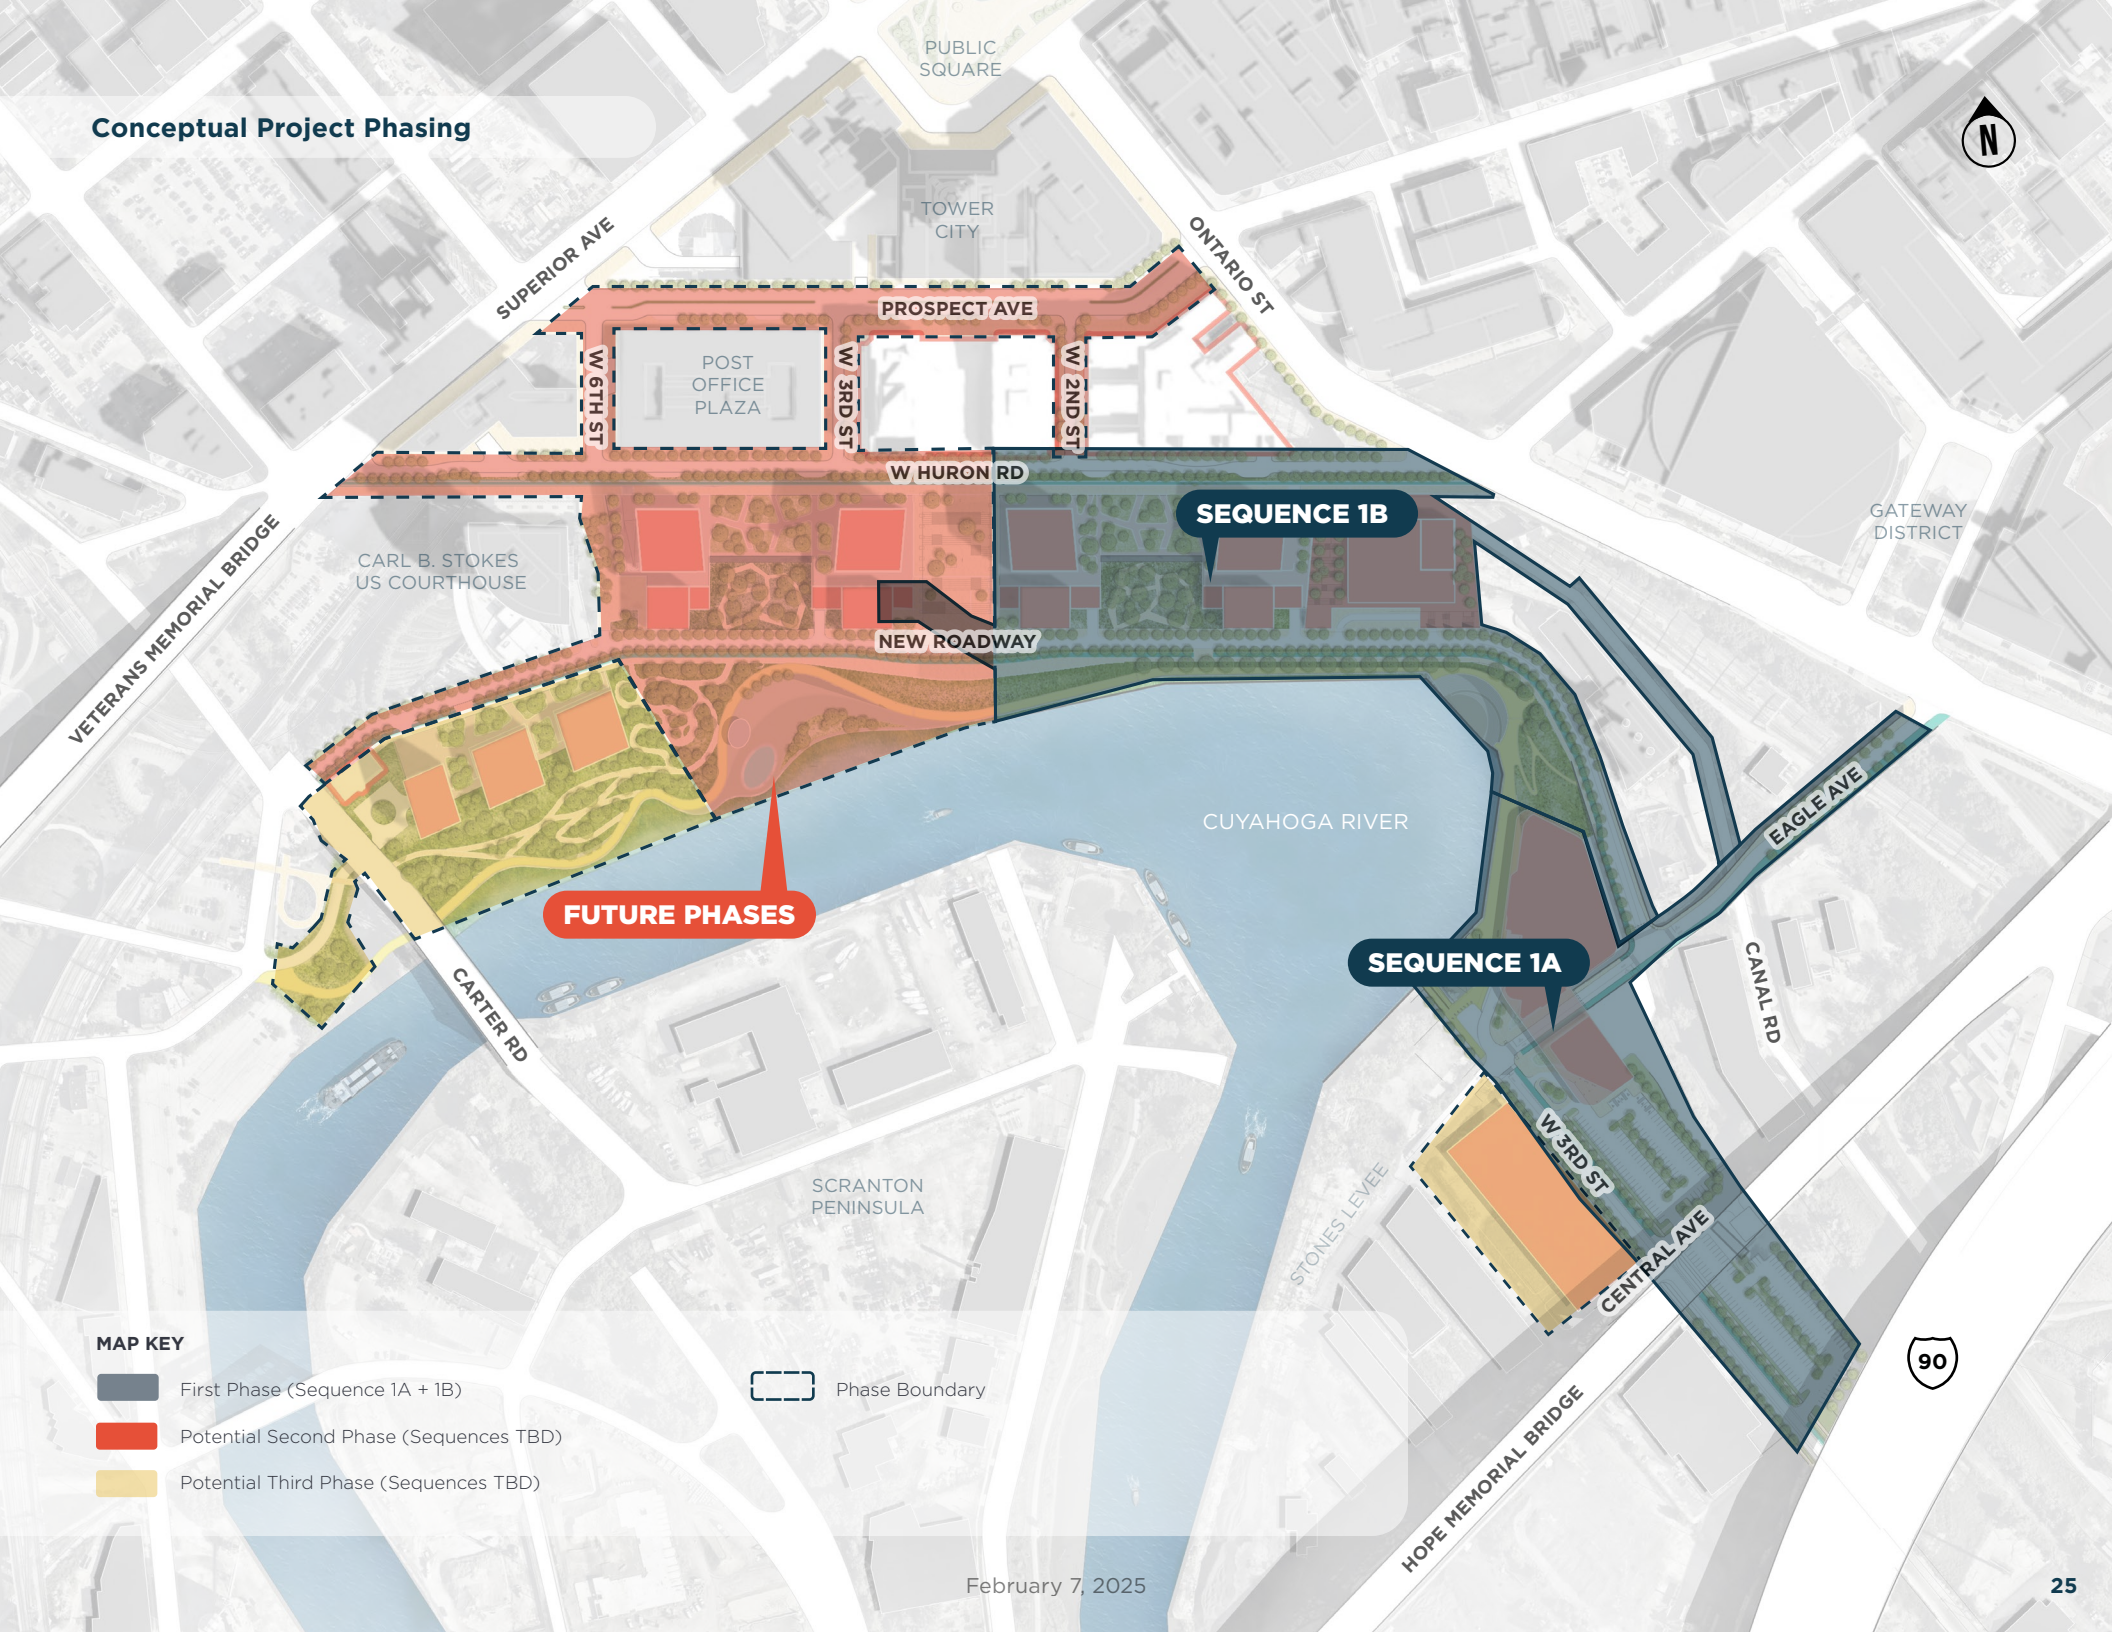 PUBLIC
SQUARE
Conceptual Project Phasing
N
TOWER
CITY
SUPERIOR AVE
ONTARIO ST
PROSPECT AVE
POST
OFFICE
PLAZA
W 6TH ST
W 3RD ST
W 2ND ST
W HURON RD
SEQUENCE 1B
GATEWAY
DISTRICT
CARL B. STOKES
US COURTHOUSE
VETERANS MEMORIAL BRIDGE
NEW ROADWAY
CUYAHOGA RIVER
EAGLE AVE
FUTURE PHASES
SEQUENCE 1A
CANAL RD
CARTER RD
W 3RD ST
SCRANTON
PENINSULA
STONES LEVEE
CENTRAL AVE
HOPE MEMORIAL BRIDGE
90
MAP KEY
First Phase (Sequence 1A + 1B)
Potential Second Phase (Sequences TBD)
Potential Third Phase (Sequences TBD)
Phase Boundary
February 7, 2025
25